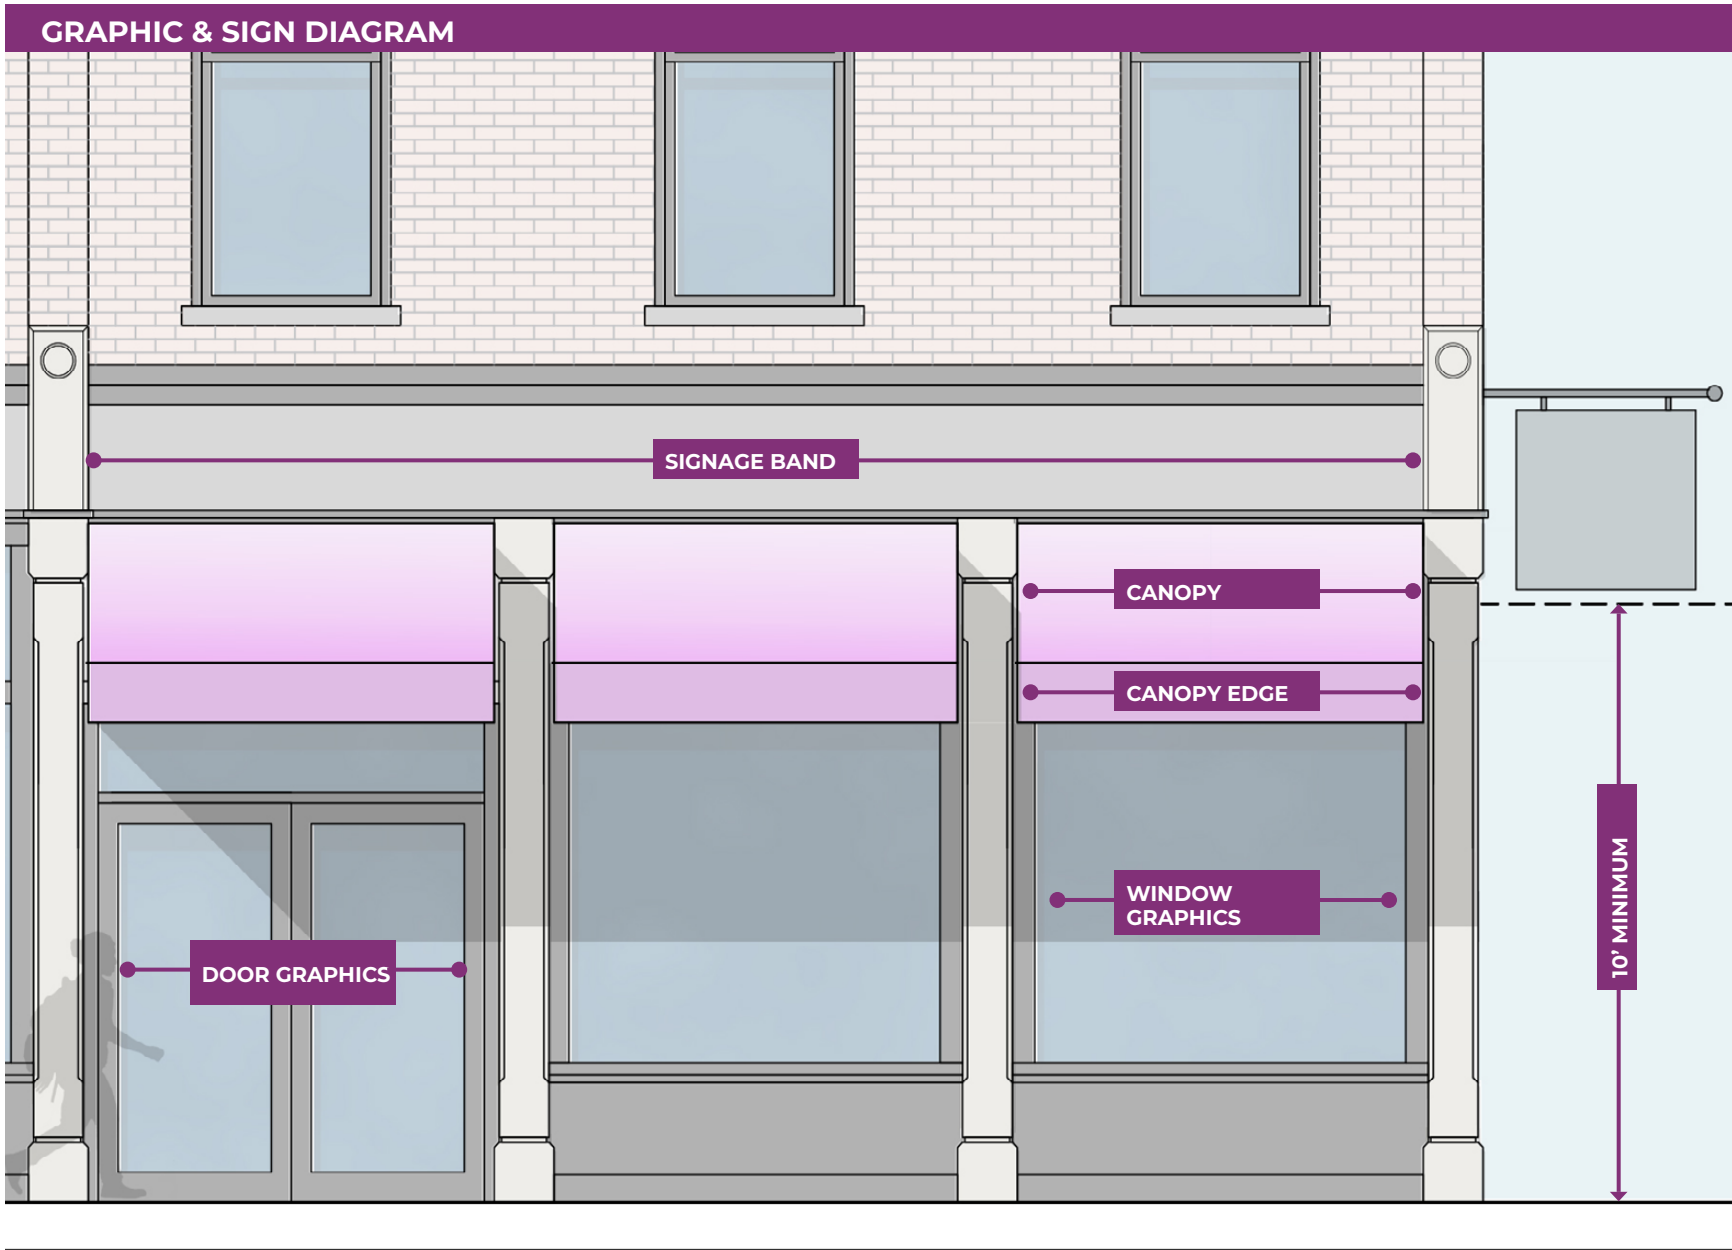 GRAPHIC & SIGN DIAGRAM
SIGNAGE BAND
CANOPY
CANOPY EDGE
WINDOW
GRAPHICS
DOOR GRAPHICS
10’ MINIMUM